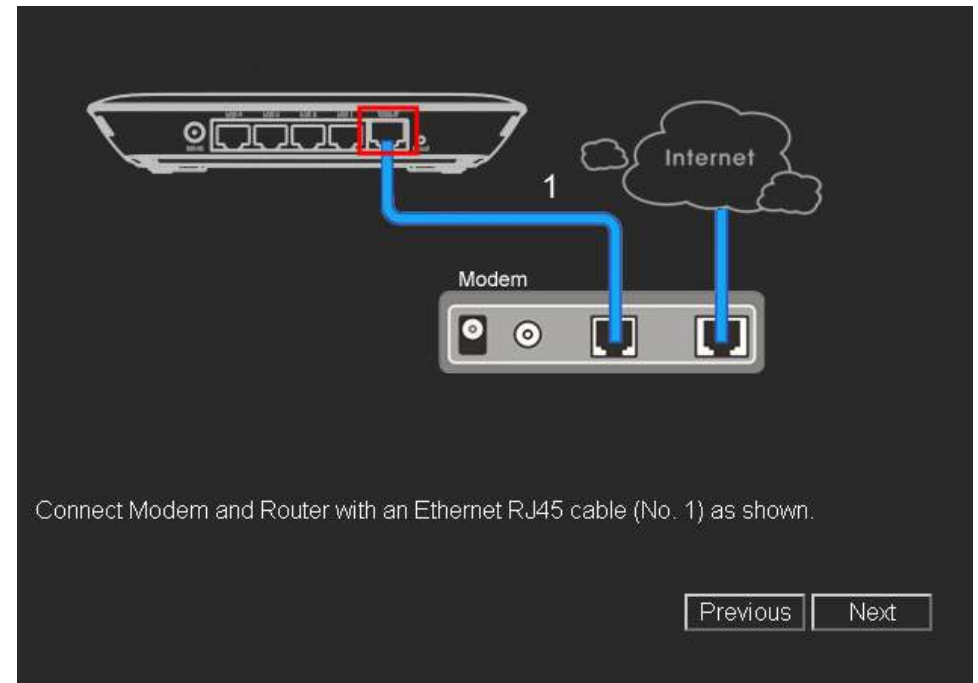 1
Internet
Modem
Connect Modem and Router with an Ethernet RJ45 cable (No. 1) as shown.
Previous
Next